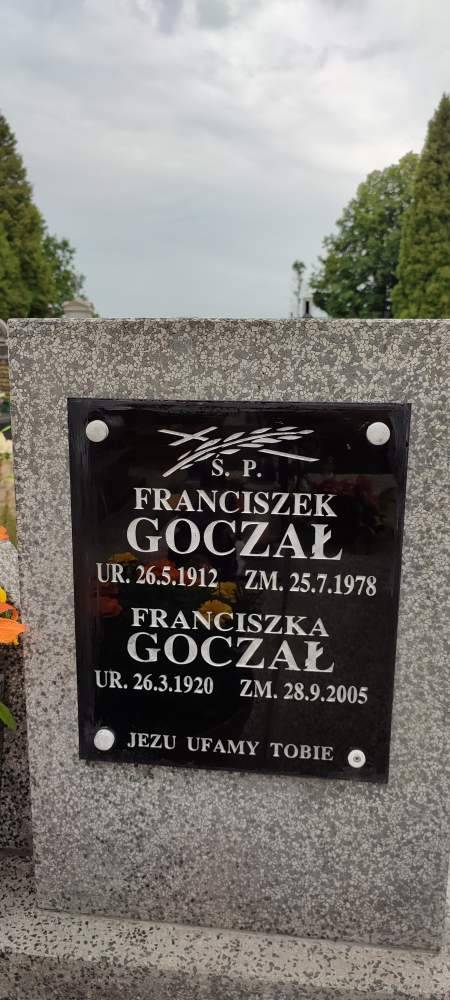 Ś. P.
FRANCISZEK
GOCZAŁ
UR. 26.5.1912 ZM. 25.7.1978
FRANCISZKA
GOCZAŁ
UR. 26.3.1920 ZM. 28.9.2005
JEZU UFAMY TOBIE